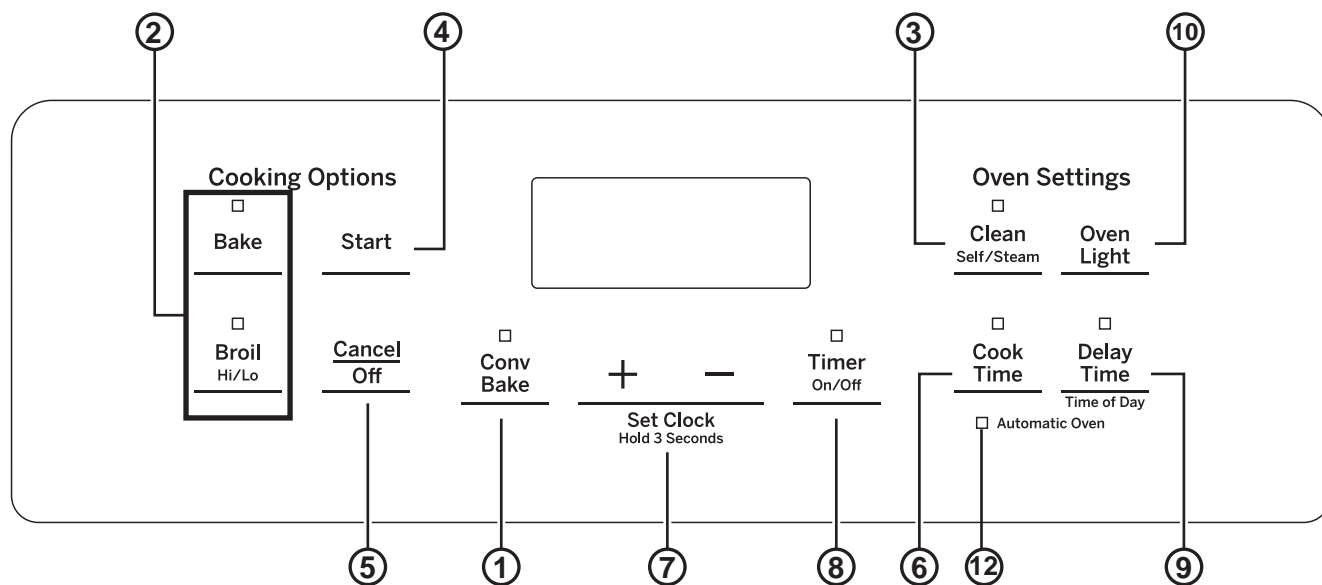 2
4
3
10
Cooking Options
Oven Settings
Bake
Start
Clean
Self/Steam
Oven
Light
Broil
Hi/Lo
Cancel
Off
Conv
Bake
+ −
Set Clock
Hold 3 Seconds
Timer
On/Off
Cook
Time
Delay
Time
Time of Day
Automatic Oven
5
1
7
8
6
12
9